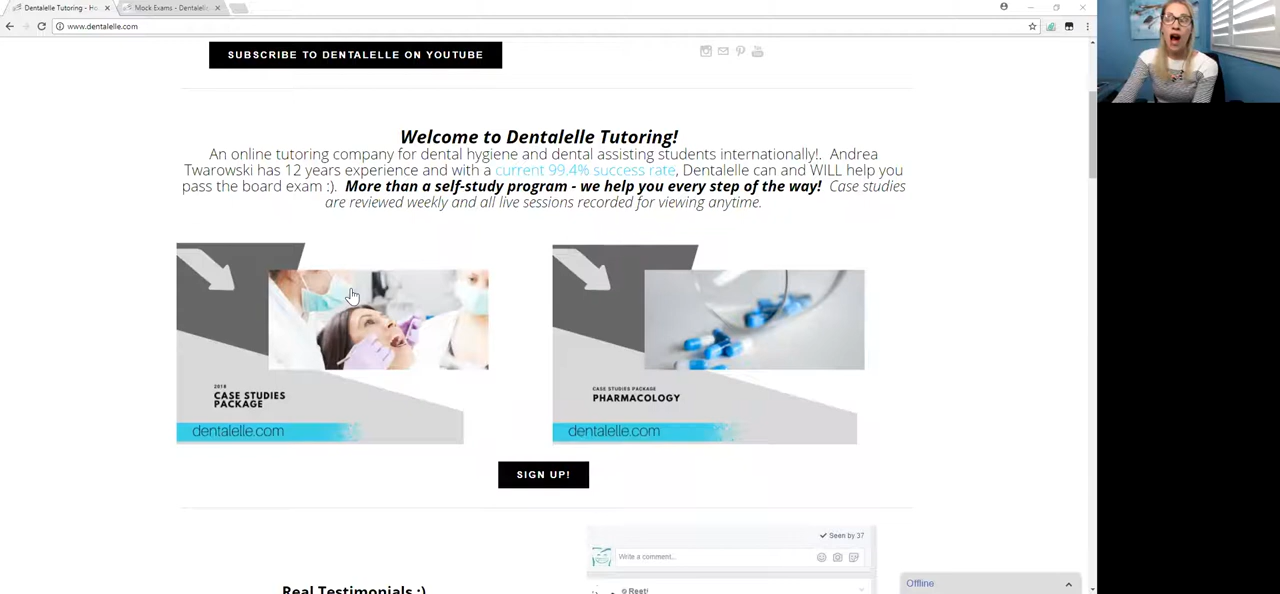 Dentalelle Tutoring - Ho
Mock Exams - Dentalelle
www.dentalelle.com
SUBSCRIBE TO DENTALELLE ON YOUTUBE
Welcome to Dentalelle Tutoring!
An online tutoring company for dental hygiene and dental assisting students internationally!. Andrea
Twarowski has 12 years experience and with a current 99.4% success rate, Dentalelle can and WILL help you
pass the board exam :). More than a self-study program - we help you every step of the way! Case studies
are reviewed weekly and all live sessions recorded for viewing anytime.
2018
CASE STUDIES
PACKAGE
dentalelle.com
CASE STUDIES PACKAGE
PHARMACOLOGY
dentalelle.com
SIGN UP!
Seen by 37
Write a comment...
Real Testimonials :)
Reet!
Offline